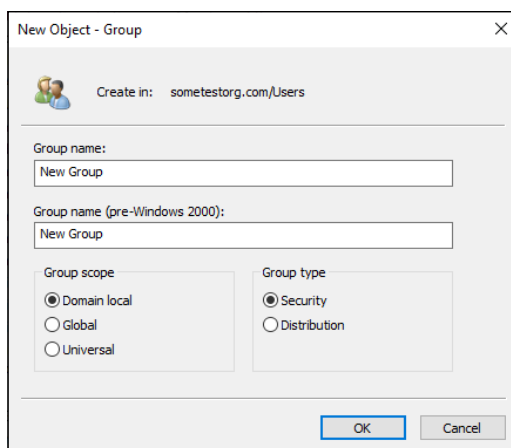 New Object - Group
Create in: sometestorg.com/Users
Group name:
New Group
Group name (pre-Windows 2000):
New Group
Group scope
Domain local
Global
Universal
Group type
Security
Distribution
OK Cancel